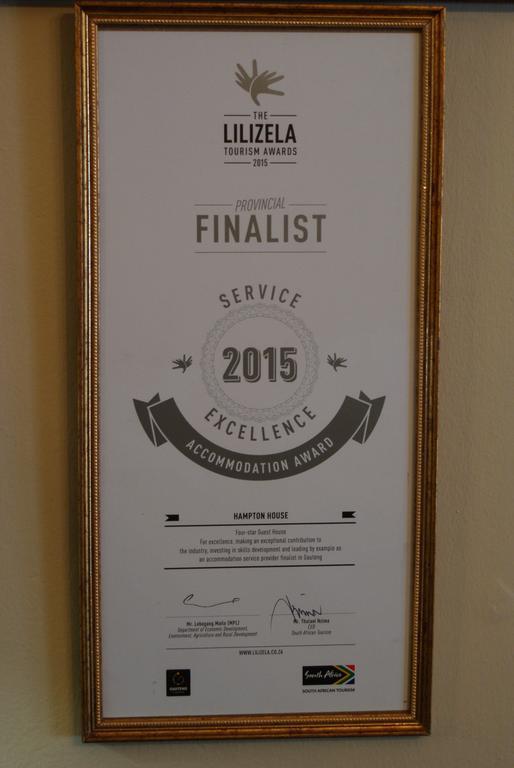 THE
LILIZELA
TOURISM AWARDS
2015
PROVINCIAL
FINALIST
SERVICE
2015
EXCELLENCE
ACCOMMODATION AWARD
HAMPTON HOUSE
Four-star Guest House
For excellence, making an exceptional contribution to
the industry, investing in skills development and leading by example as
an accommodation service provider finalist in Gauteng
Mr. Lebogang Maile (MPL)
Department of Economic Development,
Environment, Agriculture and Rural Development
Mr. Thulani Nzima
CEO
South African Tourism
WWW.LILIZELA.CO.ZA
GAUTENG
South Africa
SOUTH AFRICAN TOURISM